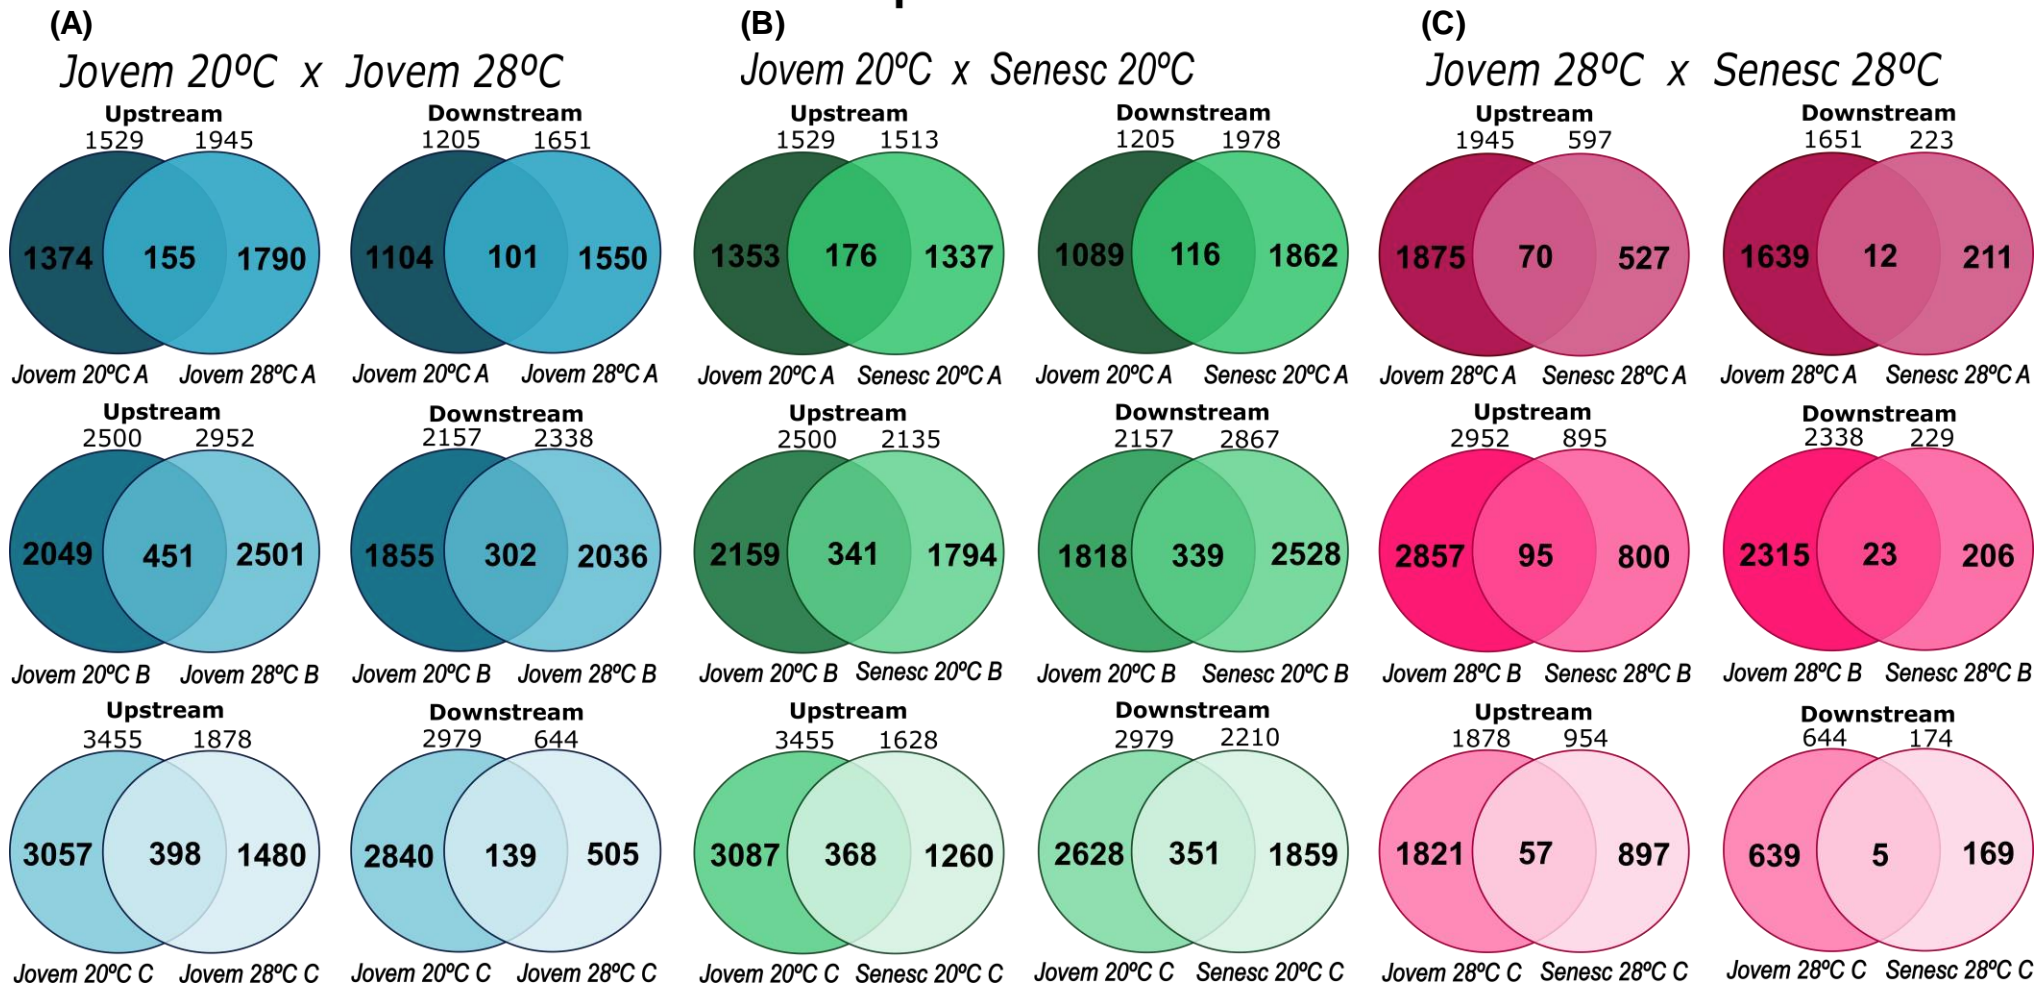 (A)
Jovem 20ºC x Jovem 28ºC
Upstream
1529 1945
1374 155 1790
Jovem 20ºC A Jovem 28ºC A
Downstream
1205 1651
1104 101 1550
Jovem 20ºC A Jovem 28ºC A
Upstream
2500 2952
2049 451 2501
Jovem 20ºC B Jovem 28ºC B
Downstream
2157 2338
1855 302 2036
Jovem 20ºC B Jovem 28ºC B
Upstream
3455 1878
3057 398 1480
Jovem 20ºC C Jovem 28ºC C
Downstream
2979 644
2840 139 505
Jovem 20ºC C Jovem 28ºC C
(B)
Jovem 20ºC x Senesc 20ºC
Upstream
1529 1513
1353 176 1337
Jovem 20ºC A Senesc 20ºC A
Downstream
1205 1978
1089 116 1862
Jovem 20ºC A Senesc 20ºC A
Upstream
2500 2135
2159 341 1794
Jovem 20ºC B Senesc 20ºC B
Downstream
2157 2867
1818 339 2528
Jovem 20ºC B Senesc 20ºC B
Upstream
3455 1628
3087 368 1260
Jovem 20ºC C Senesc 20ºC C
Downstream
2979 2210
2628 351 1859
Jovem 20ºC C Senesc 20ºC C
(C)
Jovem 28ºC x Senesc 28ºC
Upstream
1945 597
1875 70 527
Jovem 28ºC A Senesc 28ºC A
Downstream
1651 223
1639 12 211
Jovem 28ºC A Senesc 28ºC A
Upstream
2952 895
2857 95 800
Jovem 28ºC B Senesc 28ºC B
Downstream
2338 229
2315 23 206
Jovem 28ºC B Senesc 28ºC B
Upstream
1878 954
1821 57 897
Jovem 28ºC C Senesc 28ºC C
Downstream
644 174
639 5 169
Jovem 28ºC C Senesc 28ºC C